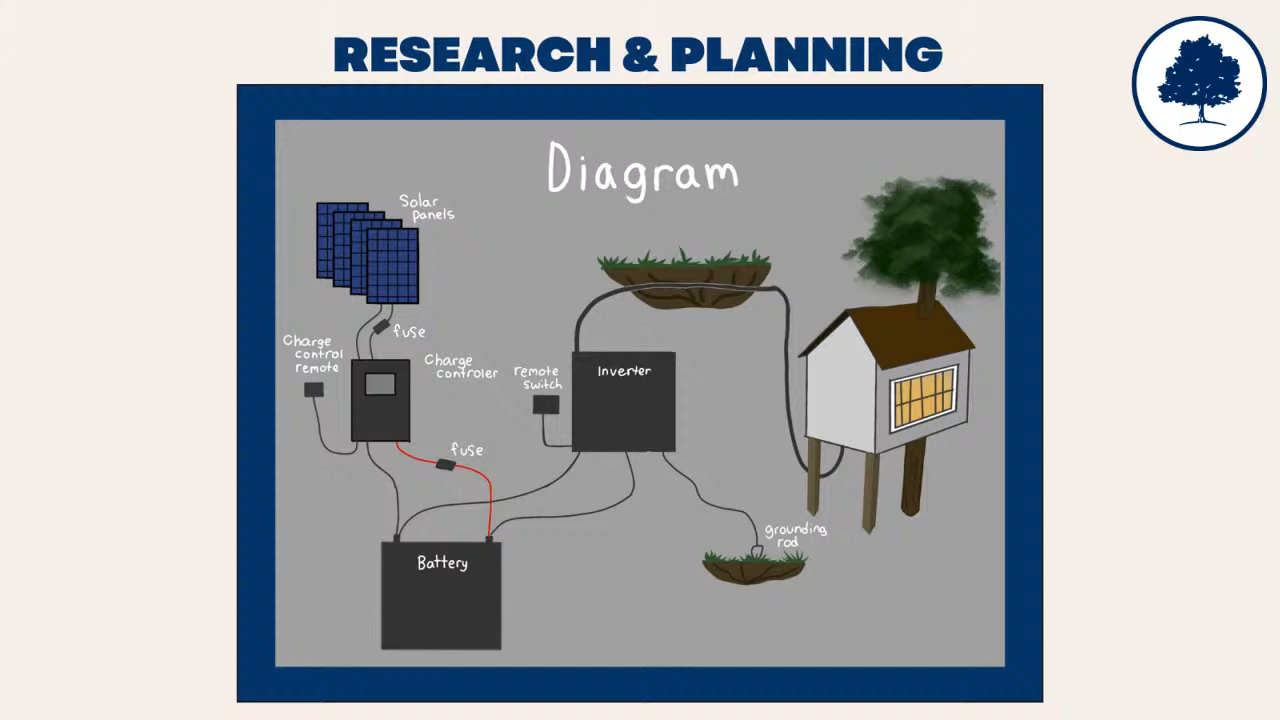 RESEARCH & PLANNING
Diagram
Solar
panels
fuse
Charge
control
remote
Charge
controler
remote
switch
Inverter
fuse
grounding
rod
Battery